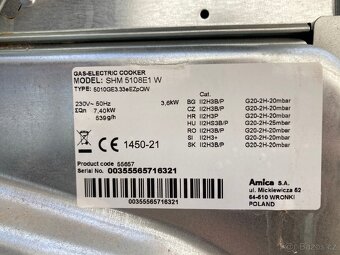 GAS-ELECTRIC COOKER
MODEL: SHM 5108E1 W
TYPE: 5010GE3.33eEZpQW
230V~ 50Hz 3,6kW
ΣQn 7,40kW
539g/h
Cat.
BG II2H3B/P G20-2H-20mbar
CZ II2H3B/P G20-2H-20mbar
HR II2H3P G20-2H-20mbar
HU II2HS3B/P G20-2H-25mbar
RO II2H3B/P G20-2H-20mbar
SI II2H3+ G20-2H-20mbar
SK II2H3B/P G20-2H-20mbar
CE 1450-21
Product code 55657
Serial No. 00355565716321
Amica S.A.
ul. Mickiewicza 52
64-510 WRONKI
POLAND